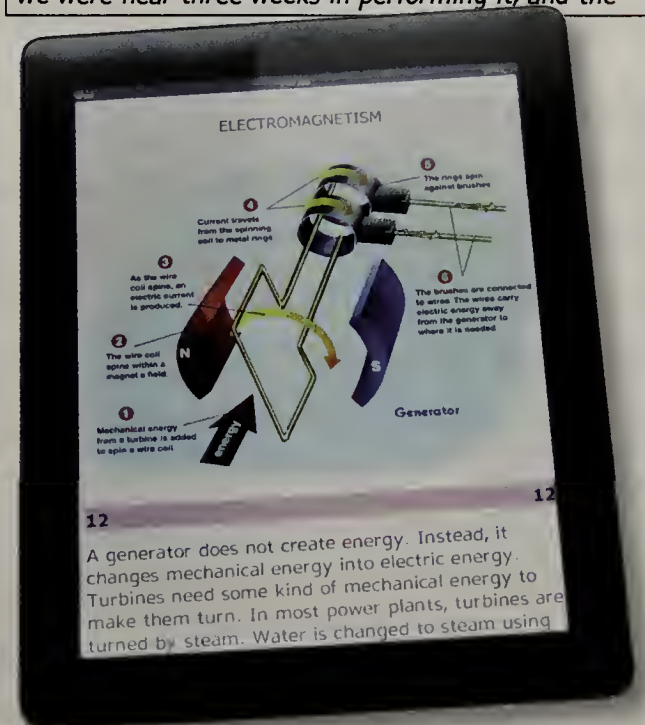 we were near three weeks in performing it, and the
ELECTROMAGNETISM
5
The rings spin
against brushes
4
Current travels
from the spinning
coil to metal rings
3
As the wire
coil spins, an
electric current
is produced.
6
The brushes are connected
to wires. The wires carry
electric energy away
from the generator to
where it is needed
2
The wire coil
spins within a
magnet a field.
N
S
1
Mechanical energy
from a turbine is added
to spin a wire coil
energy
Generator
12
12
A generator does not create energy. Instead, it
changes mechanical energy into electric energy.
Turbines need some kind of mechanical energy to
make them turn. In most power plants, turbines are
turned by steam. Water is changed to steam using